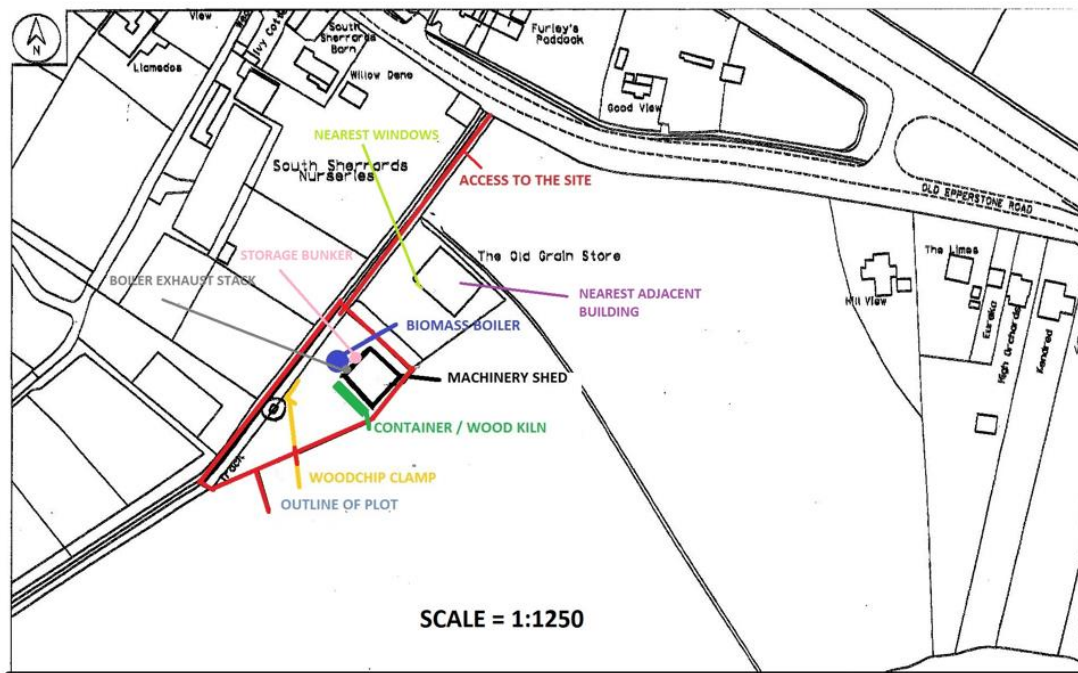 N
View
Llamedos
Ivy Cott
South
Sherrards
Barn
Willow Dene
Furley's
Paddock
Good View
NEAREST WINDOWS
South Sherrards
Nurseries
ACCESS TO THE SITE
OLD EPPERSTONE ROAD
STORAGE BUNKER
The Old Grain Store
The Limes
BOILER EXHAUST STACK
NEAREST ADJACENT
BUILDING
Hill View
Eureka
High Orchards
Kendred
BIOMASS BOILER
MACHINERY SHED
CONTAINER / WOOD KILN
Track
WOODCHIP CLAMP
OUTLINE OF PLOT
SCALE = 1:1250